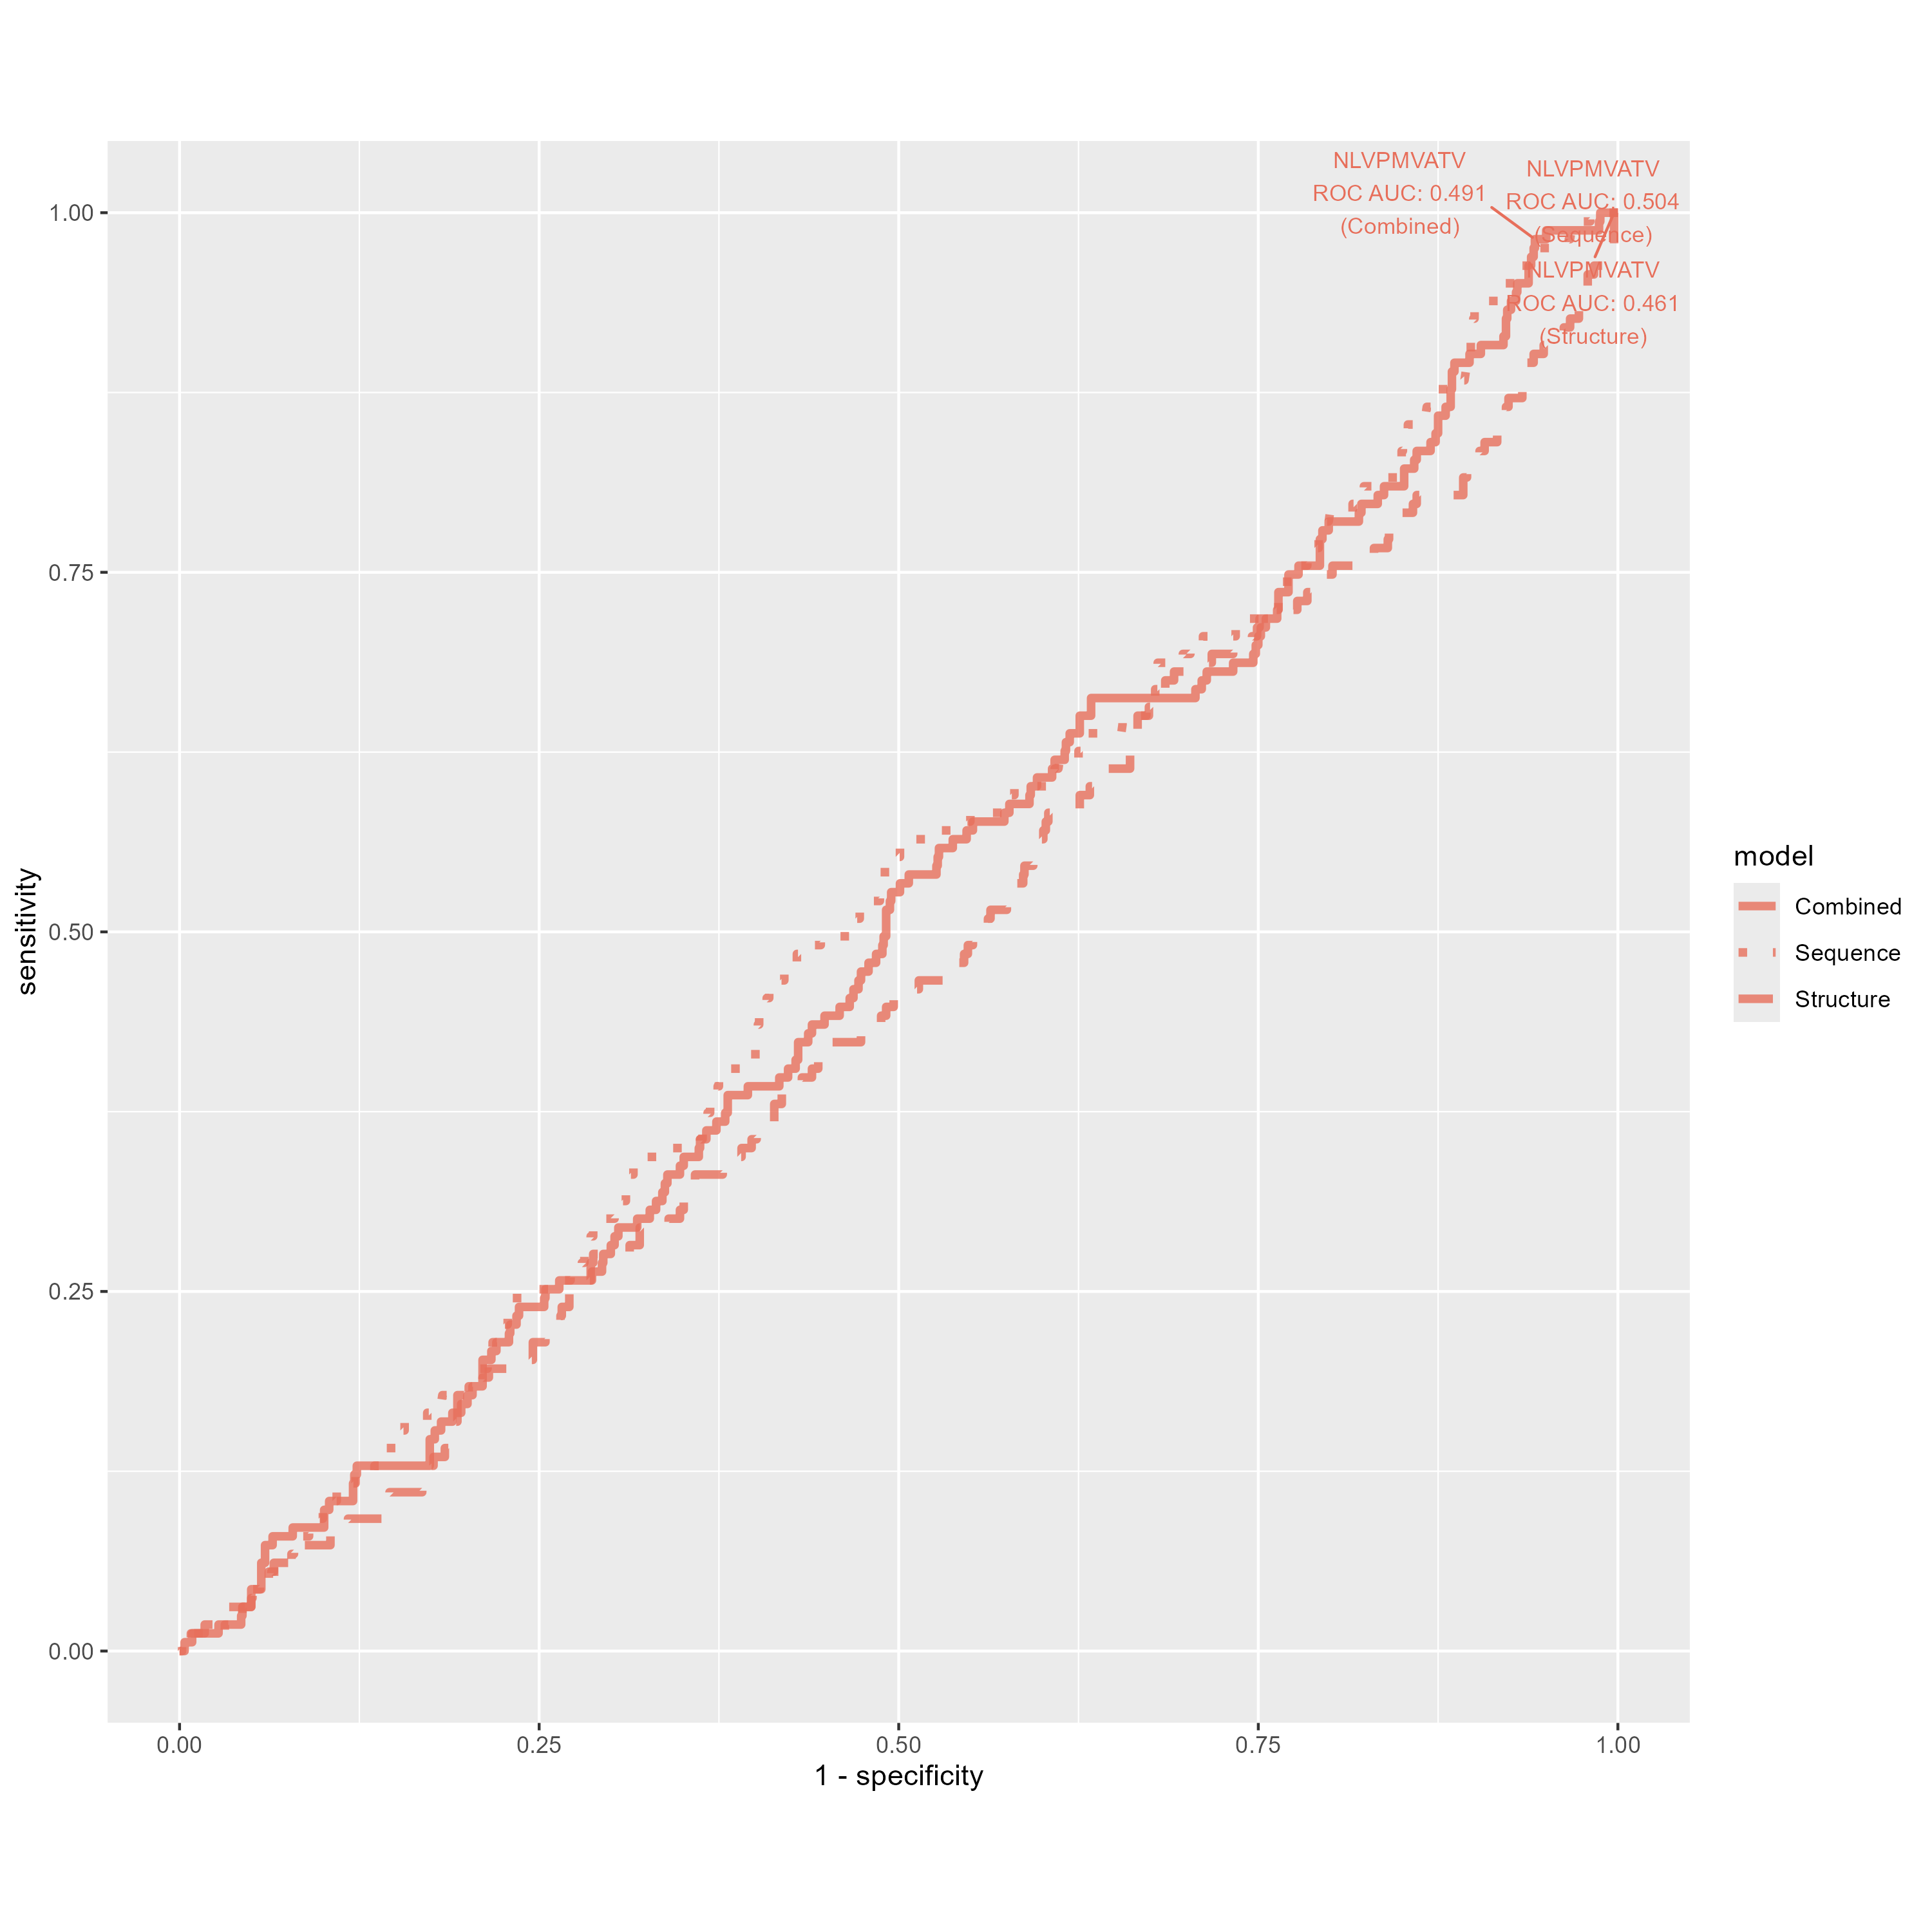 NLVPMVATV
ROC AUC: 0.491
(Combined)
NLVPMVATV
ROC AUC: 0.504
(Sequence)
NLVPMVATV
ROC AUC: 0.461
(Structure)
1.00
0.75
0.50
0.25
0.00
sensitivity
0.00
0.25
0.50
0.75
1.00
1 - specificity
model
Combined
Sequence
Structure